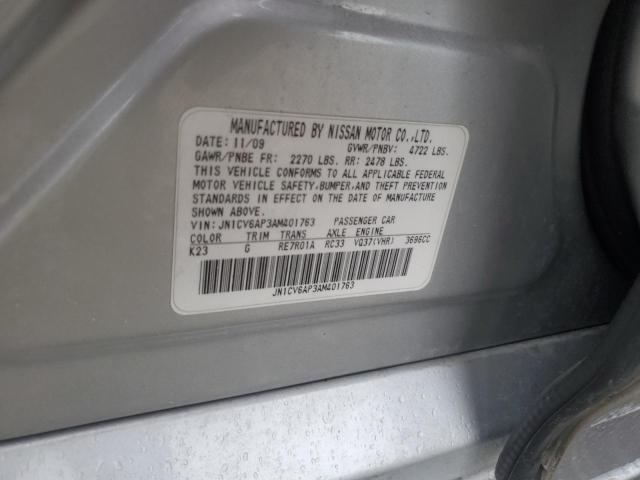 MANUFACTURED BY NISSAN MOTOR CO.,LTD.
DATE: 11/09 GVWR/PNBV: 4722 LBS.
GAWR/PNBE FR: 2270 LBS. RR: 2478 LBS.
THIS VEHICLE CONFORMS TO ALL APPLICABLE FEDERAL
MOTOR VEHICLE SAFETY,BUMPER,AND THEFT PREVENTION
STANDARDS IN EFFECT ON THE DATE OF MANUFACTURE
SHOWN ABOVE.
VIN: JN1CV6AP3AM401763 PASSENGER CAR
COLOR TRIM TRANS AXLE ENGINE
K23 G RE7R01A RC33 VQ37(VHR) 3696CC
JN1CV6AP3AM401763